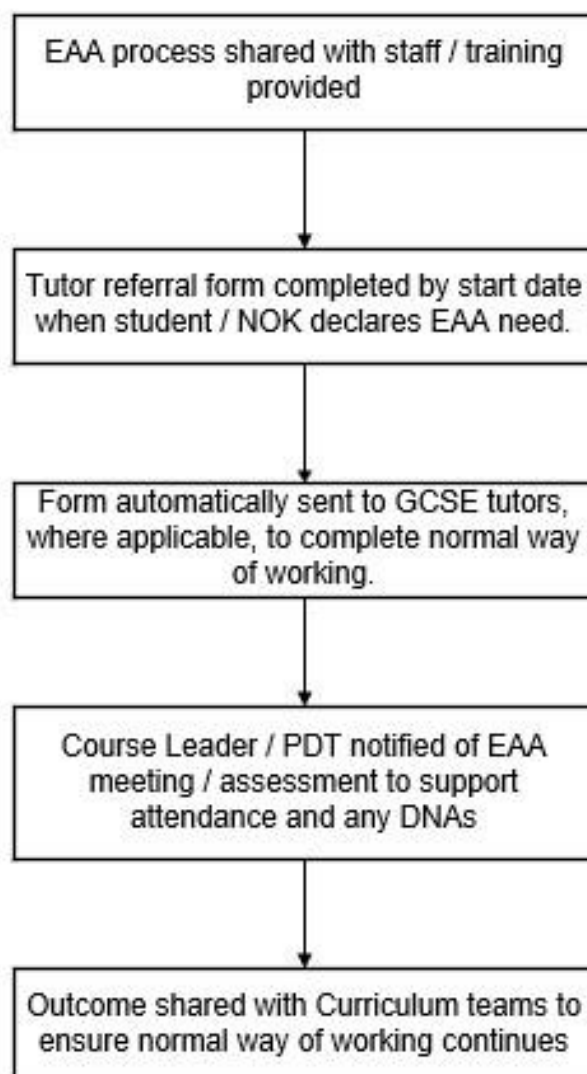 EAA process shared with staff / training
provided
Tutor referral form completed by start date
when student / NOK declares EAA need.
Form automatically sent to GCSE tutors,
where applicable, to complete normal way
of working.
Course Leader / PDT notified of EAA
meeting / assessment to support
attendance and any DNAs
Outcome shared with Curriculum teams to
ensure normal way of working continues